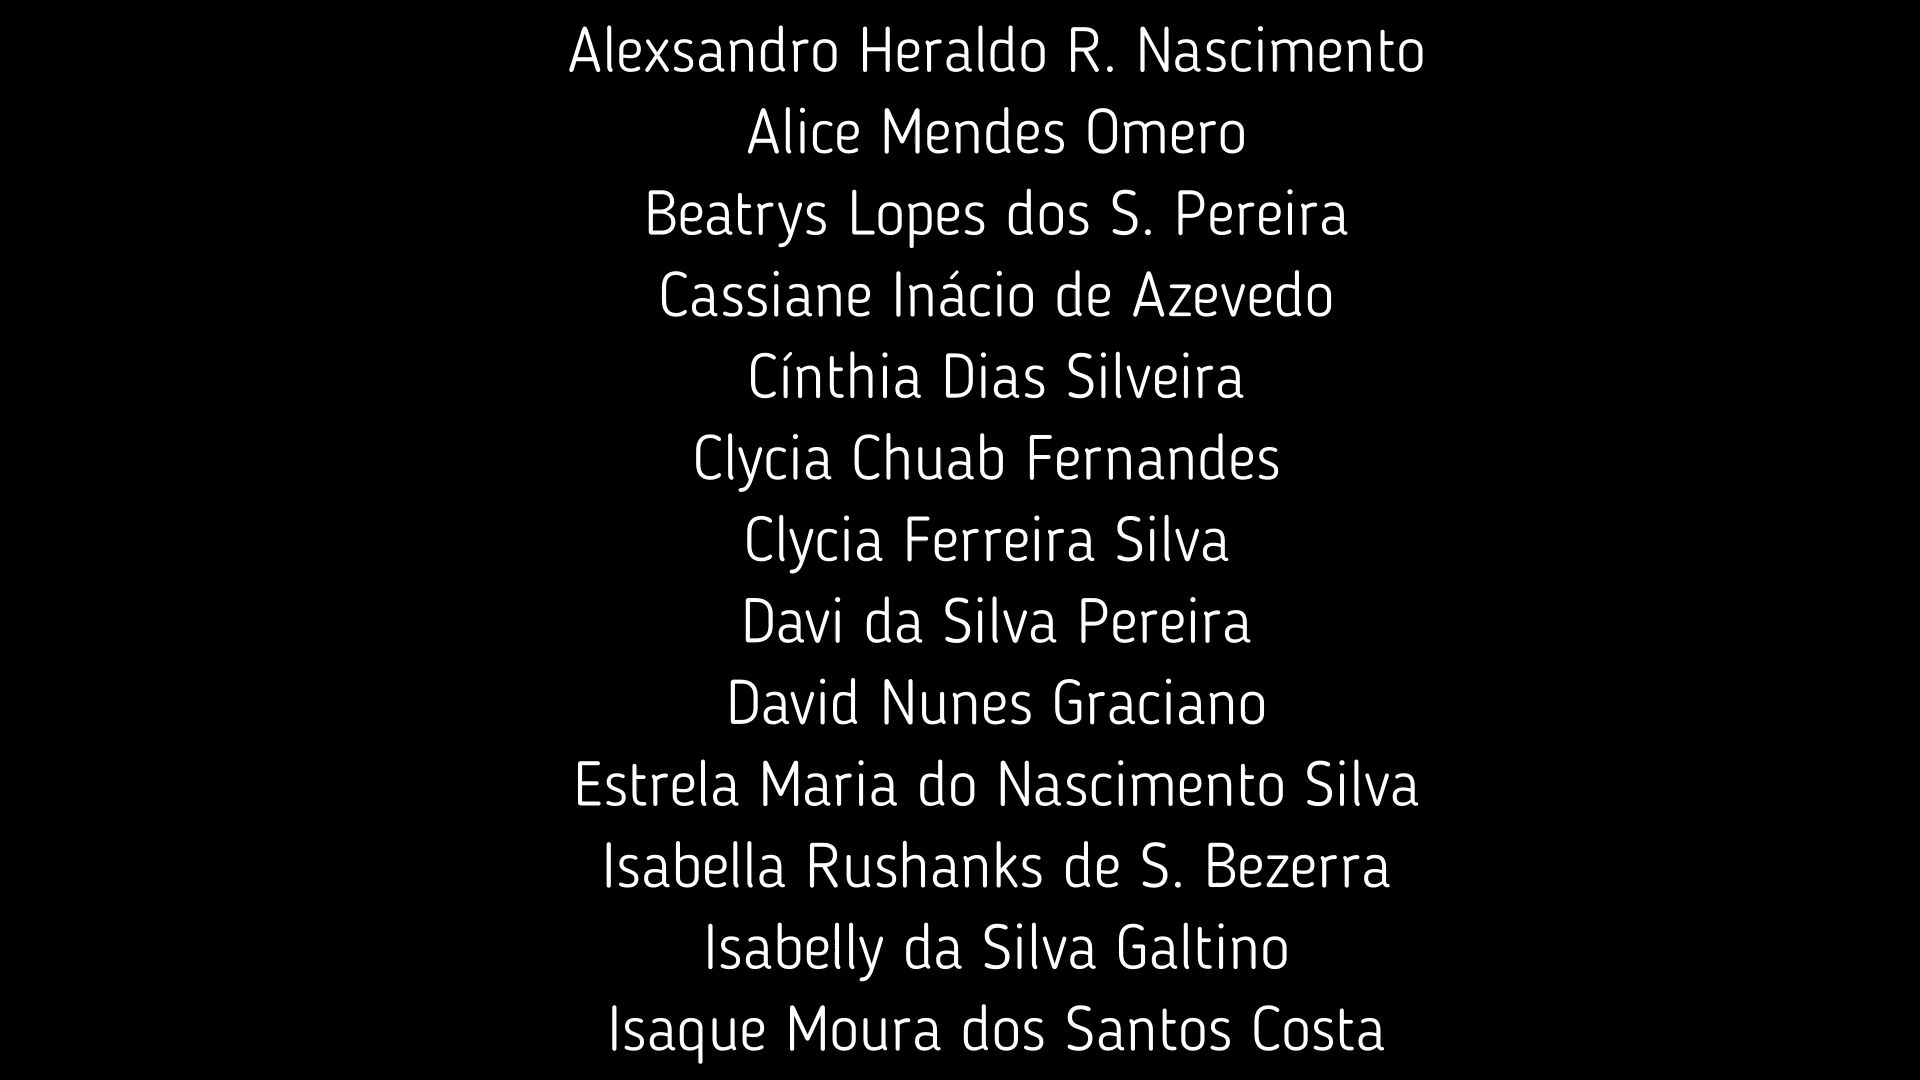 Alexsandro Heraldo R. Nascimento
Alice Mendes Omero
Beatrys Lopes dos S. Pereira
Cassiane Inácio de Azevedo
Cínthia Dias Silveira
Clycia Chuab Fernandes
Clycia Ferreira Silva
Davi da Silva Pereira
David Nunes Graciano
Estrela Maria do Nascimento Silva
Isabella Rushanks de S. Bezerra
Isabelly da Silva Galtino
Isaque Moura dos Santos Costa